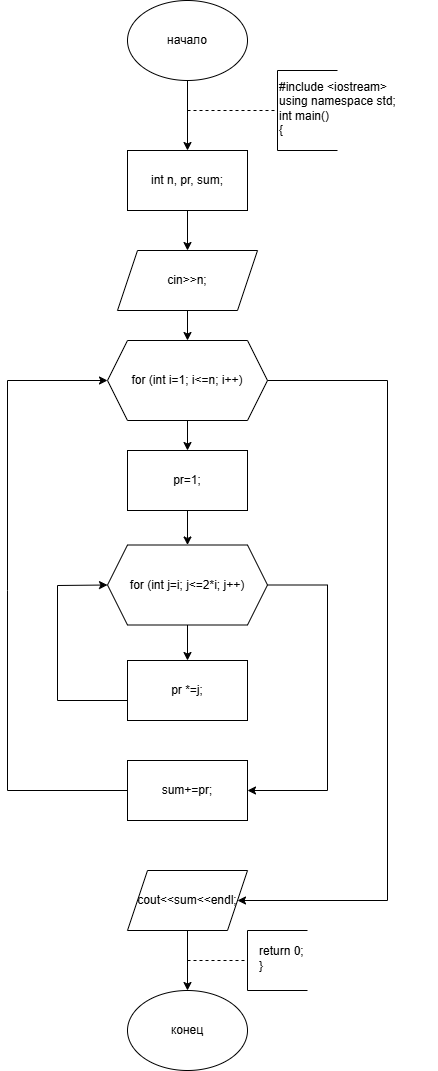 начало
#include <iostream>
using namespace std;
int main()
{
int n, pr, sum;
cin>>n;
for (int i=1; i<=n; i++)
pr=1;
for (int j=i; j<=2*i; j++)
pr *=j;
sum+=pr;
cout<<sum<<endl;
return 0;
}
конец